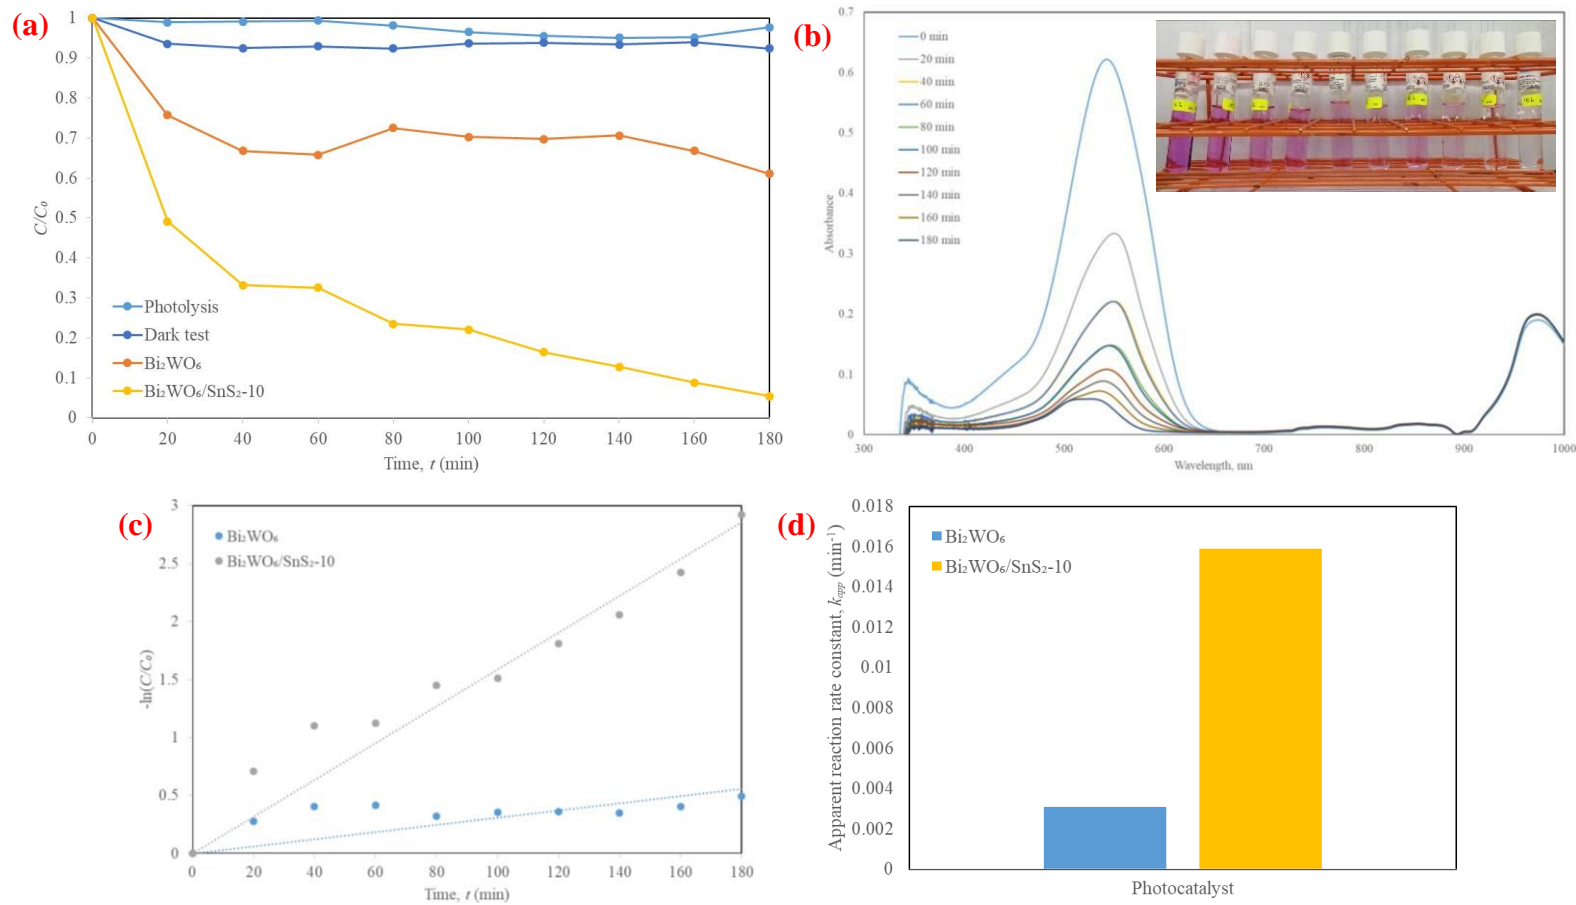 (a)
1
0.9
0.8
0.7
0.6
0.5
0.4
0.3
0.2
0.1
0
C/C₀
Photolysis
Dark test
Bi₂WO₆
Bi₂WO₆/SnS₂-10
0 20 40 60 80 100 120 140 160 180
Time, t (min)
(b)
0.7
0.6
0.5
0.4
0.3
0.2
0.1
0
Absorbance
0 min
20 min
40 min
60 min
80 min
100 min
120 min
140 min
160 min
180 min
300 400 500 600 700 800 900 1000
Wavelength, nm
(c)
3
2.5
2
1.5
1
0.5
0
-ln(C/C₀)
Bi₂WO₆
Bi₂WO₆/SnS₂-10
0 20 40 60 80 100 120 140 160 180
Time, t (min)
(d)
0.018
0.016
0.014
0.012
0.01
0.008
0.006
0.004
0.002
0
Apparent reaction rate constant, kapp (min⁻¹)
Bi₂WO₆
Bi₂WO₆/SnS₂-10
Photocatalyst